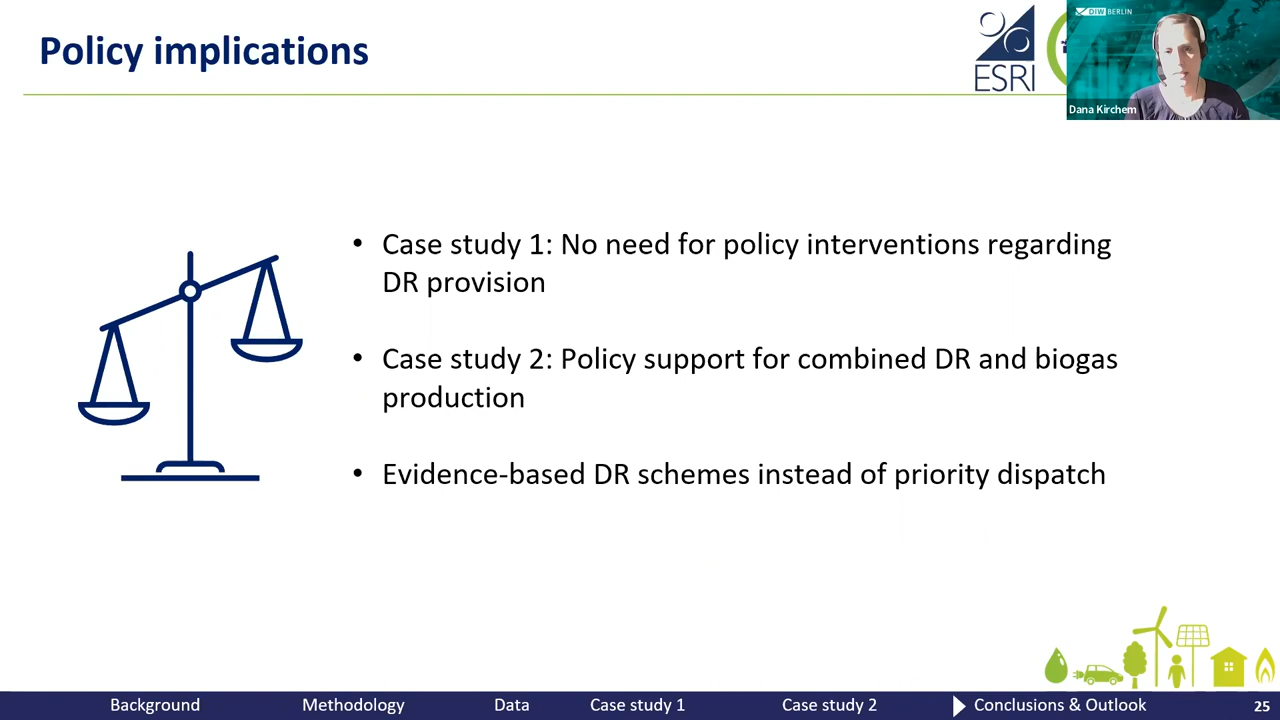 Policy implications
ESRI
DIW BERLIN
Dana Kirchem
• Case study 1: No need for policy interventions regarding
DR provision
• Case study 2: Policy support for combined DR and biogas
production
• Evidence-based DR schemes instead of priority dispatch
Background Methodology Data Case study 1 Case study 2 Conclusions & Outlook 25